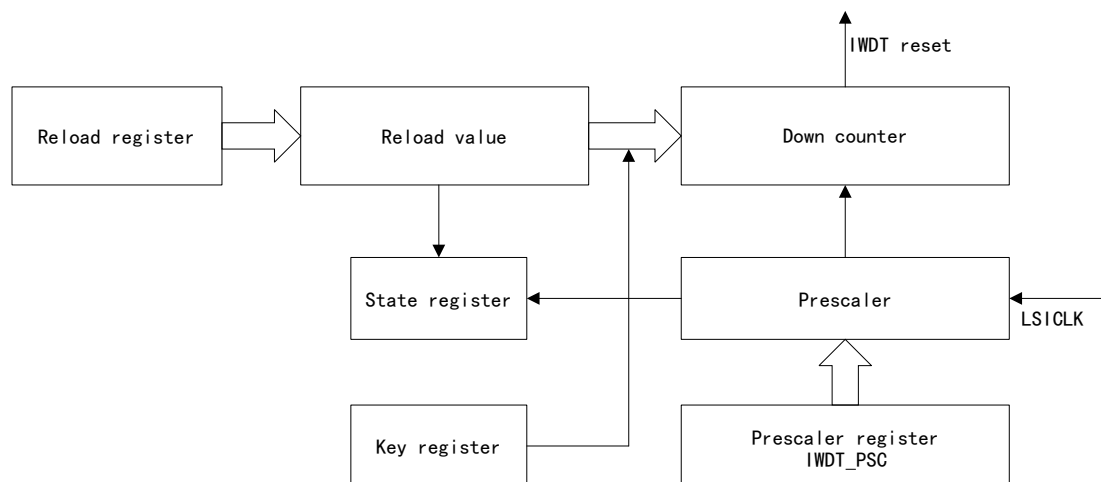 IWDT reset
Reload register
Reload value
Down counter
State register
Prescaler
LSICLK
Key register
Prescaler register
IWDT_PSC